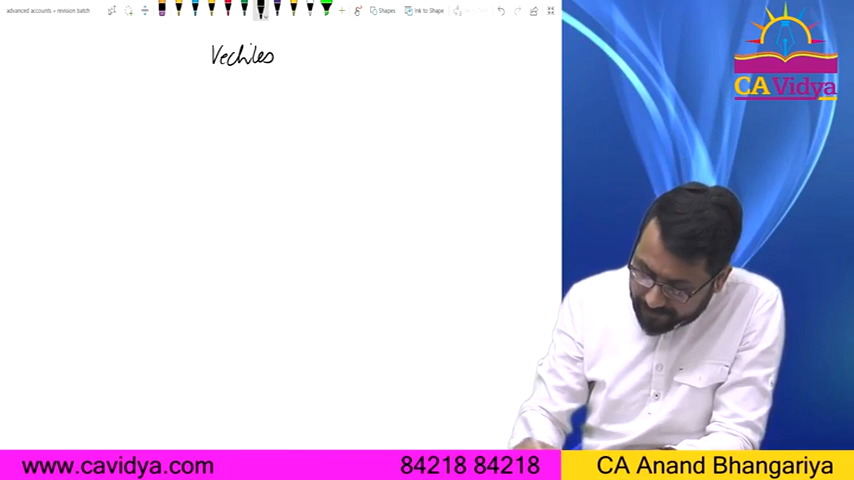 advanced accounts - revision batch
Shapes
Ink to Shape
Vechiles
CA Vidya
www.cavidya.com
84218 84218
CA Anand Bhangariya